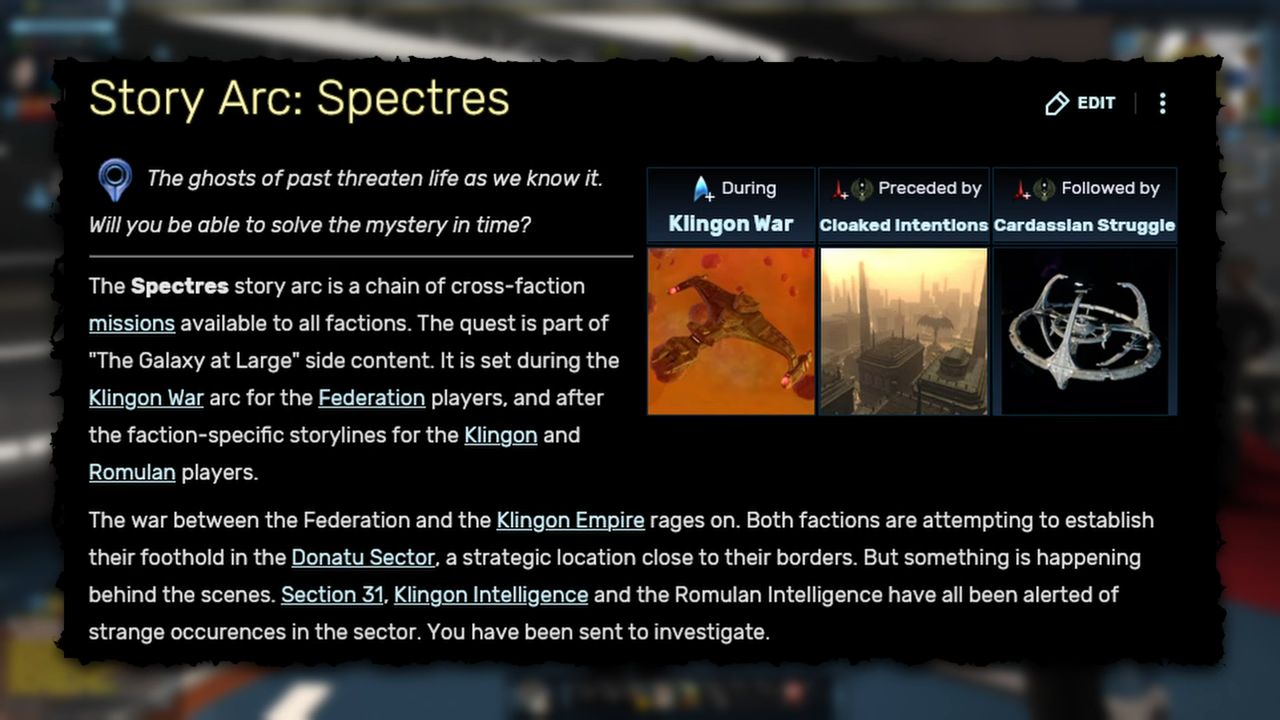 Story Arc: Spectres
EDIT
The ghosts of past threaten life as we know it.
Will you be able to solve the mystery in time?
During
Klingon War
Preceded by
Cloaked Intentions
Followed by
Cardassian Struggle
The Spectres story arc is a chain of cross-faction
missions available to all factions. The quest is part of
"The Galaxy at Large" side content. It is set during the
Klingon War arc for the Federation players, and after
the faction-specific storylines for the Klingon and
Romulan players.
The war between the Federation and the Klingon Empire rages on. Both factions are attempting to establish
their foothold in the Donatu Sector, a strategic location close to their borders. But something is happening
behind the scenes. Section 31, Klingon Intelligence and the Romulan Intelligence have all been alerted of
strange occurences in the sector. You have been sent to investigate.